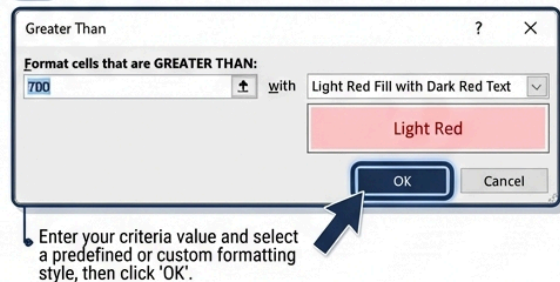 Greater Than ? ×
Format cells that are GREATER THAN:
700 with Light Red Fill with Dark Red Text
Light Red
OK Cancel
Enter your criteria value and select
a predefined or custom formatting
style, then click 'OK'.